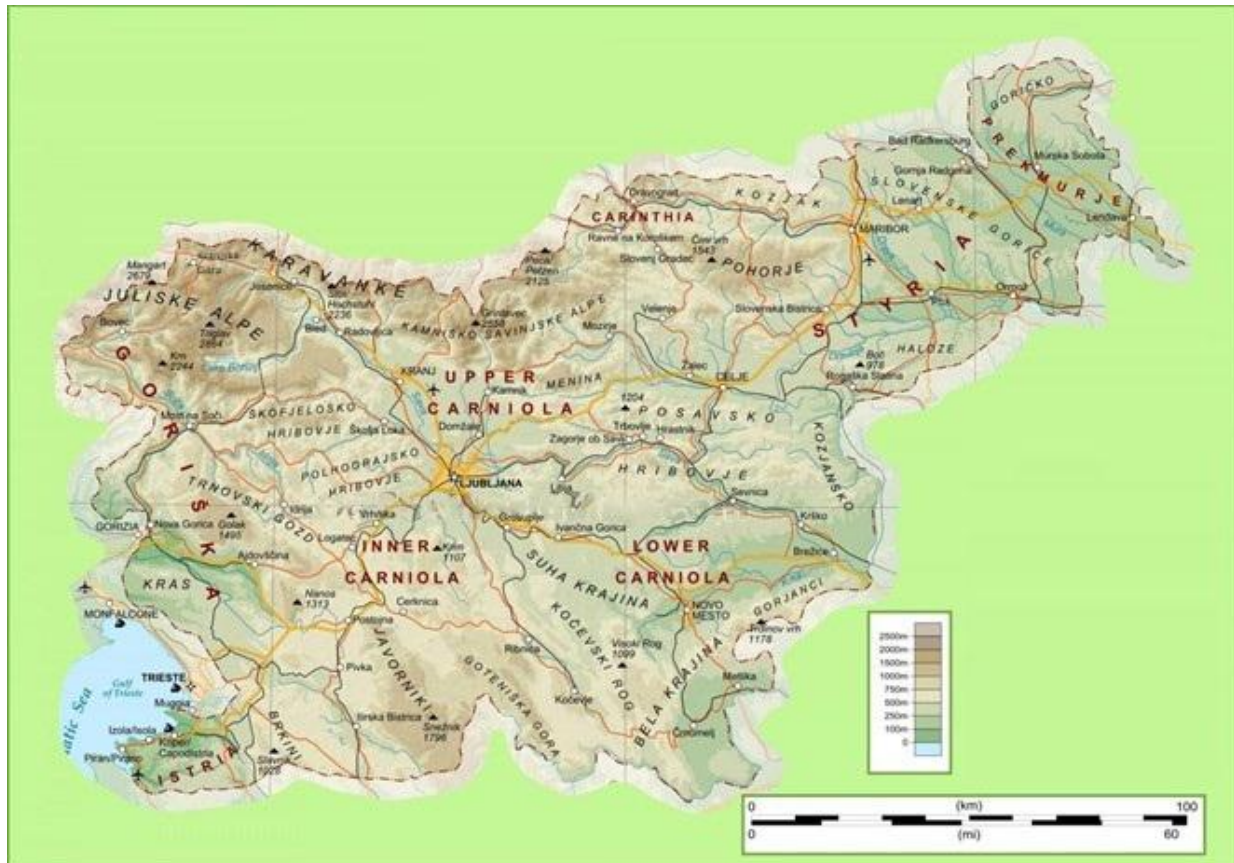 GORIČKO
PREKMURJE
Bad Radkersburg
Murska Sobota
Gornja Radgona
SLOVENSKE
GORICE
Lenart
Lendava
Mura
Dravograd
KOZJAK
CARINTHIA
Ravne na Koroškem
MARIBOR
Slovenj Gradec
Črni vrh
1543
POHORJE
Peca
Petzen
2125
KARAVANKE
Mangart
2679
JULISKE ALPE
Jesenice
Stol
Hochstuhl
2236
Bovec
Triglav
2864
Bled
Radovljica
Grintavec
2558
KAMNIŠKO SAVINJSKE ALPE
Mozirje
Velenje
Slovenska Bistrica
STYRIA
Ptuj
Ormož
Krn
2244
Lake Bohinj
KRANJ
UPPER
CARNIOLA
MENINA
Kamnik
Žalec
CELJE
Boč
978
HALOZE
Rogaška Slatina
GORIŠKA
Most na Soči
ŠKOFJELOŠKO
HRIBOVJE
Škofja Loka
Domžale
1204
POSAVSKO
HRIBOVJE
Trbovlje
Zagorje ob Savi
Hrastnik
KOZJANSKO
POLHOGRAJSKO
HRIBOVJE
LJUBLJANA
Litija
Sevnica
TRNOVSKI GOZD
Idrija
Vrhnika
Grosuplje
Ivančna Gorica
Krško
GORIZIA
Nova Gorica
Golak
1495
Logatec
INNER
CARNIOLA
Krim
1107
LOWER
CARNIOLA
Brežice
Ajdovščina
KRAS
SUHA KRAJINA
Nanos
1313
Cerknica
NOVO
MESTO
GORJANCI
MONFALCONE
Postojna
KOČEVSKI ROG
Trdinov vrh
1178
Ribnica
Visoki Rog
1099
TRIESTE
Gulf
of Trieste
Pivka
JAVORNIKI
GOTENIŠKA GORA
Kočevje
BELA KRAJINA
Metlika
Muggia
Izola/Isola
Koper/
Capodistria
Ilirska Bistrica
Snežnik
1796
Črnomelj
Piran/Pirano
ISTRIA
BRKINI
Slavnik
1028
atic Sea
2500m
2000m
1500m
1000m
750m
500m
250m
100m
0
0 (km) 100
0 (mi) 60